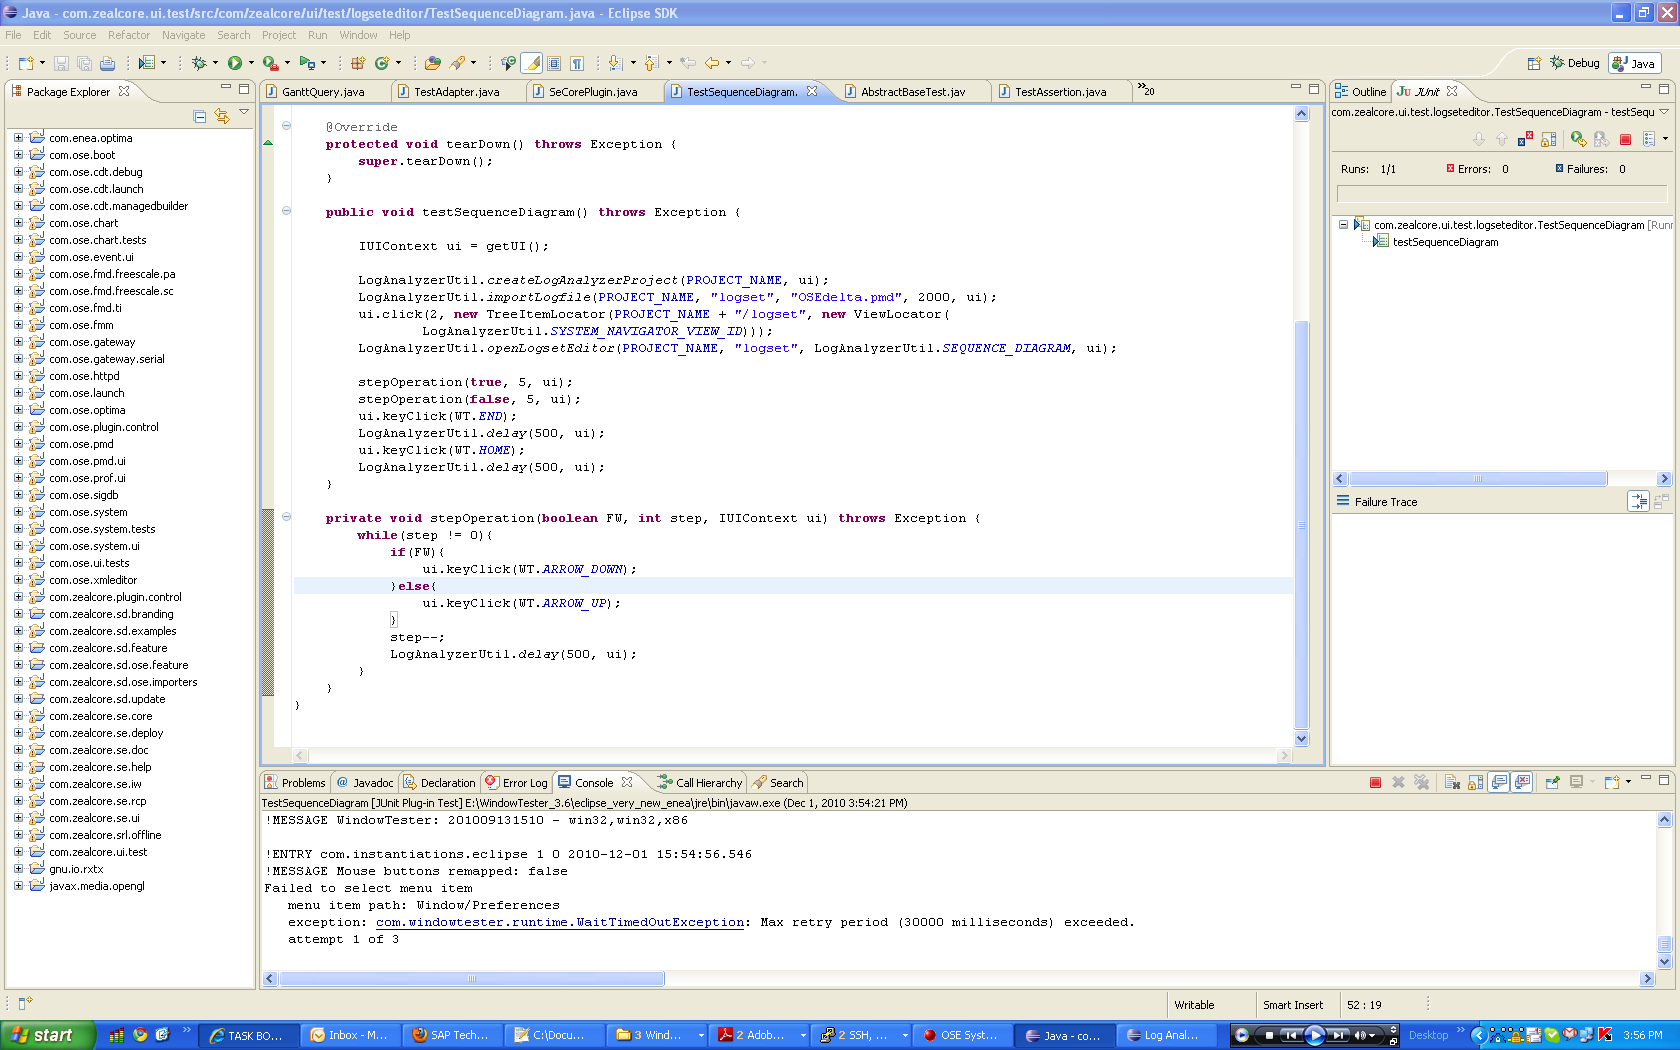 Java - com.zealcore.ui.test/src/com/zealcore/ui/test/logseteditor/TestSequenceDiagram.java - Eclipse SDK
File Edit Source Refactor Navigate Search Project Run Window Help
Debug Java
Package Explorer
com.enea.optima
com.ose.boot
com.ose.cdt.debug
com.ose.cdt.launch
com.ose.cdt.managedbuilder
com.ose.chart
com.ose.chart.tests
com.ose.event.ui
com.ose.fmd.freescale.pa
com.ose.fmd.freescale.sc
com.ose.fmd.ti
com.ose.fmm
com.ose.gateway
com.ose.gateway.serial
com.ose.httpd
com.ose.launch
com.ose.optima
com.ose.plugin.control
com.ose.pmd
com.ose.pmd.ui
com.ose.prof.ui
com.ose.sigdb
com.ose.system
com.ose.system.tests
com.ose.system.ui
com.ose.ui.tests
com.ose.xmleditor
com.zealcore.plugin.control
com.zealcore.sd.branding
com.zealcore.sd.examples
com.zealcore.sd.feature
com.zealcore.sd.ose.feature
com.zealcore.sd.ose.importers
com.zealcore.sd.update
com.zealcore.se.core
com.zealcore.se.deploy
com.zealcore.se.doc
com.zealcore.se.help
com.zealcore.se.iw
com.zealcore.se.rcp
com.zealcore.se.ui
com.zealcore.srl.offline
com.zealcore.ui.test
gnu.io.rxtx
javax.media.opengl
GanttQuery.java TestAdapter.java SeCorePlugin.java TestSequenceDiagram. AbstractBaseTest.jav TestAssertion.java »20
@Override
protected void tearDown() throws Exception {
super.tearDown();
}
public void testSequenceDiagram() throws Exception {
IUIContext ui = getUI();
LogAnalyzerUtil.createLogAnalyzerProject(PROJECT_NAME, ui);
LogAnalyzerUtil.importLogfile(PROJECT_NAME, "logset", "OSEdelta.pmd", 2000, ui);
ui.click(2, new TreeItemLocator(PROJECT_NAME + "/logset", new ViewLocator(
LogAnalyzerUtil.SYSTEM_NAVIGATOR_VIEW_ID)));
LogAnalyzerUtil.openLogsetEditor(PROJECT_NAME, "logset", LogAnalyzerUtil.SEQUENCE_DIAGRAM, ui);
stepOperation(true, 5, ui);
stepOperation(false, 5, ui);
ui.keyClick(WT.END);
LogAnalyzerUtil.delay(500, ui);
ui.keyClick(WT.HOME);
LogAnalyzerUtil.delay(500, ui);
}
private void stepOperation(boolean FW, int step, IUIContext ui) throws Exception {
while(step != 0){
if(FW){
ui.keyClick(WT.ARROW_DOWN);
}else{
ui.keyClick(WT.ARROW_UP);
}
step--;
LogAnalyzerUtil.delay(500, ui);
}
}
}
Outline JUnit
com.zealcore.ui.test.logseteditor.TestSequenceDiagram - testSequ
Runs: 1/1 Errors: 0 Failures: 0
com.zealcore.ui.test.logseteditor.TestSequenceDiagram [Runn
testSequenceDiagram
Failure Trace
Problems Javadoc Declaration Error Log Console Call Hierarchy Search
TestSequenceDiagram [JUnit Plug-in Test] E:\WindowTester_3.6\eclipse_very_new_enea\jre\bin\javaw.exe (Dec 1, 2010 3:54:21 PM)
!MESSAGE WindowTester: 201009131510 - win32,win32,x86
!ENTRY com.instantiations.eclipse 1 0 2010-12-01 15:54:56.546
!MESSAGE Mouse buttons remapped: false
Failed to select menu item
menu item path: Window/Preferences
exception: com.windowtester.runtime.WaitTimedOutException: Max retry period (30000 milliseconds) exceeded.
attempt 1 of 3
Writable Smart Insert 52 : 19
start TASK BO... Inbox - M... SAP Tech... C:\Docu... 3 Wind... 2 Adob... 2 SSH, ... OSE Syst... Java - co... Log Anal... Desktop 3:56 PM